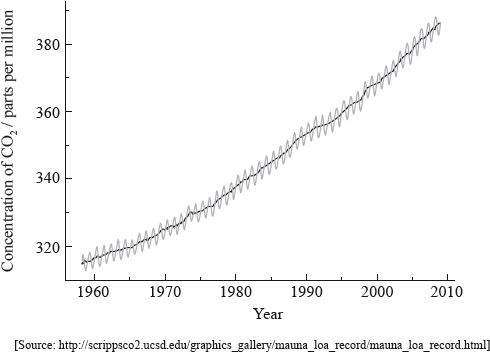 Concentration of CO₂ / parts per million
380
360
340
320
1960 1970 1980 1990 2000 2010
Year
[Source: http://scrippsco2.ucsd.edu/graphics_gallery/mauna_loa_record/mauna_loa_record.html]